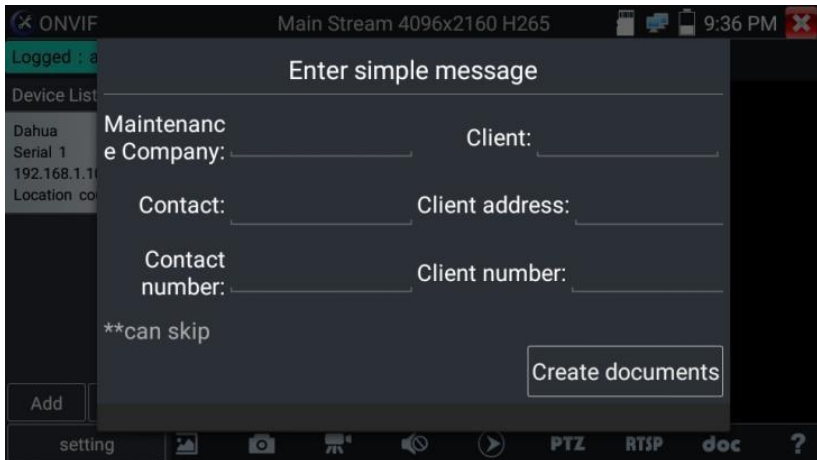 ONVIF Main Stream 4096x2160 H265 9:36 PM
Logged : a
Device List
Dahua
Serial 1
192.168.1.10
Location co
Enter simple message
Maintenanc
e Company:
Client:
Contact:
Client address:
Contact
number:
Client number:
**can skip
Create documents
Add
setting PTZ RTSP doc ?